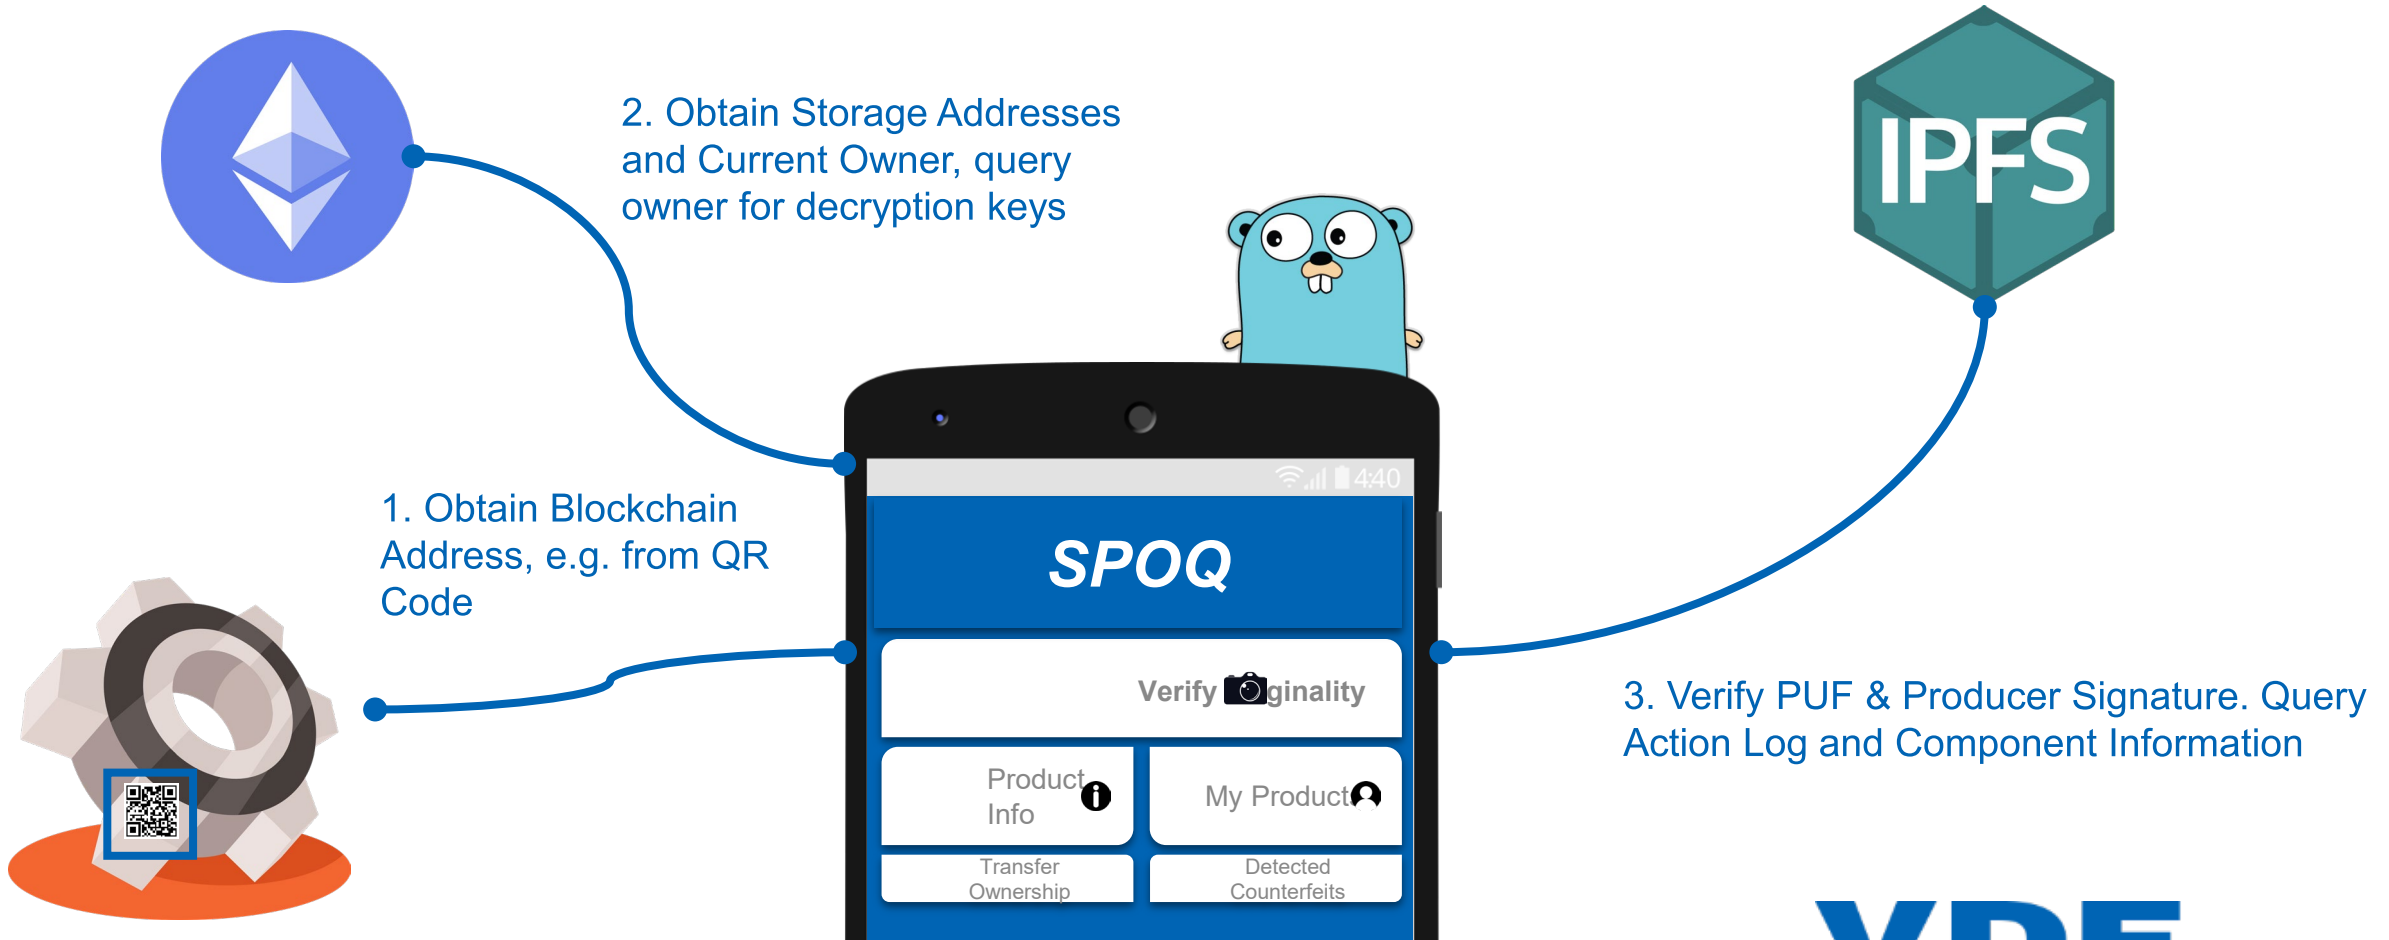 2. Obtain Storage Addresses
and Current Owner, query
owner for decryption keys
IPFS
4:40
1. Obtain Blockchain
Address, e.g. from QR
Code
SPOQ
Verify ginality
3. Verify PUF & Producer Signature. Query
Action Log and Component Information
Product
Info
My Products
Transfer
Ownership
Detected
Counterfeits